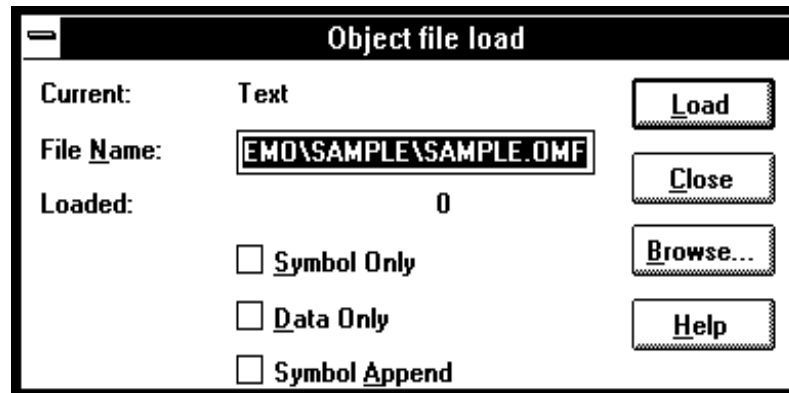 Object file load
Current: Text
Load
File Name: EMO\SAMPLE\SAMPLE.OMF
Close
Loaded: 0
Symbol Only
Browse...
Data Only
Help
Symbol Append